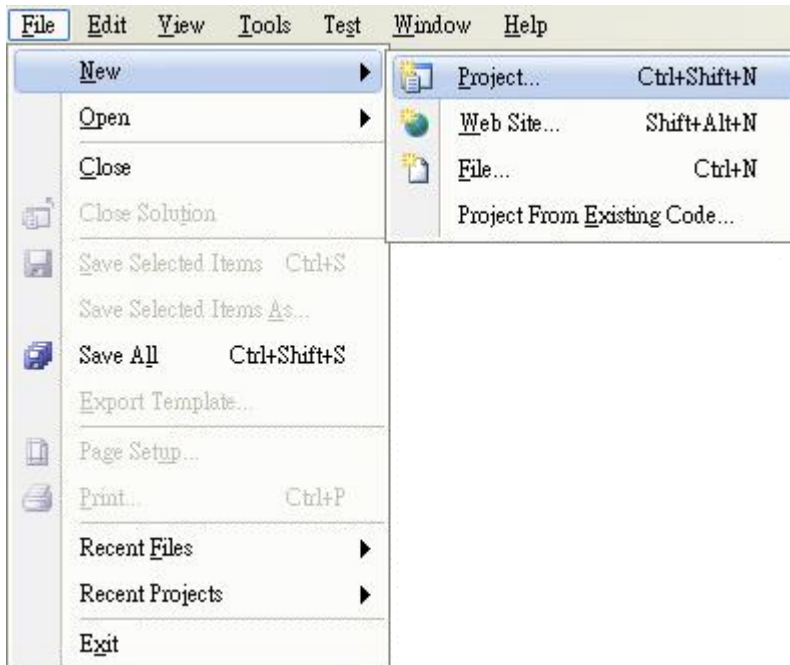 File Edit View Tools Test Window Help
New
Project... Ctrl+Shift+N
Open
Web Site... Shift+Alt+N
Close
File... Ctrl+N
Close Solution
Project From Existing Code...
Save Selected Items Ctrl+S
Save Selected Items As...
Save All Ctrl+Shift+S
Export Template...
Page Setup...
Print... Ctrl+P
Recent Files
Recent Projects
Exit